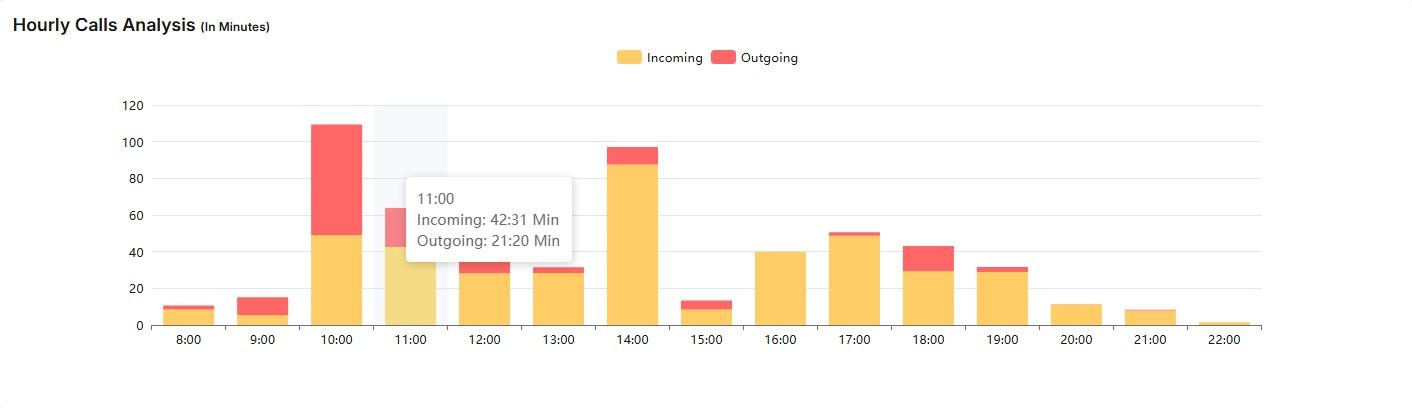 Hourly Calls Analysis (In Minutes)
Incoming Outgoing
120
100
80
60
40
20
0
11:00
Incoming: 42:31 Min
Outgoing: 21:20 Min
8:00 9:00 10:00 11:00 12:00 13:00 14:00 15:00 16:00 17:00 18:00 19:00 20:00 21:00 22:00